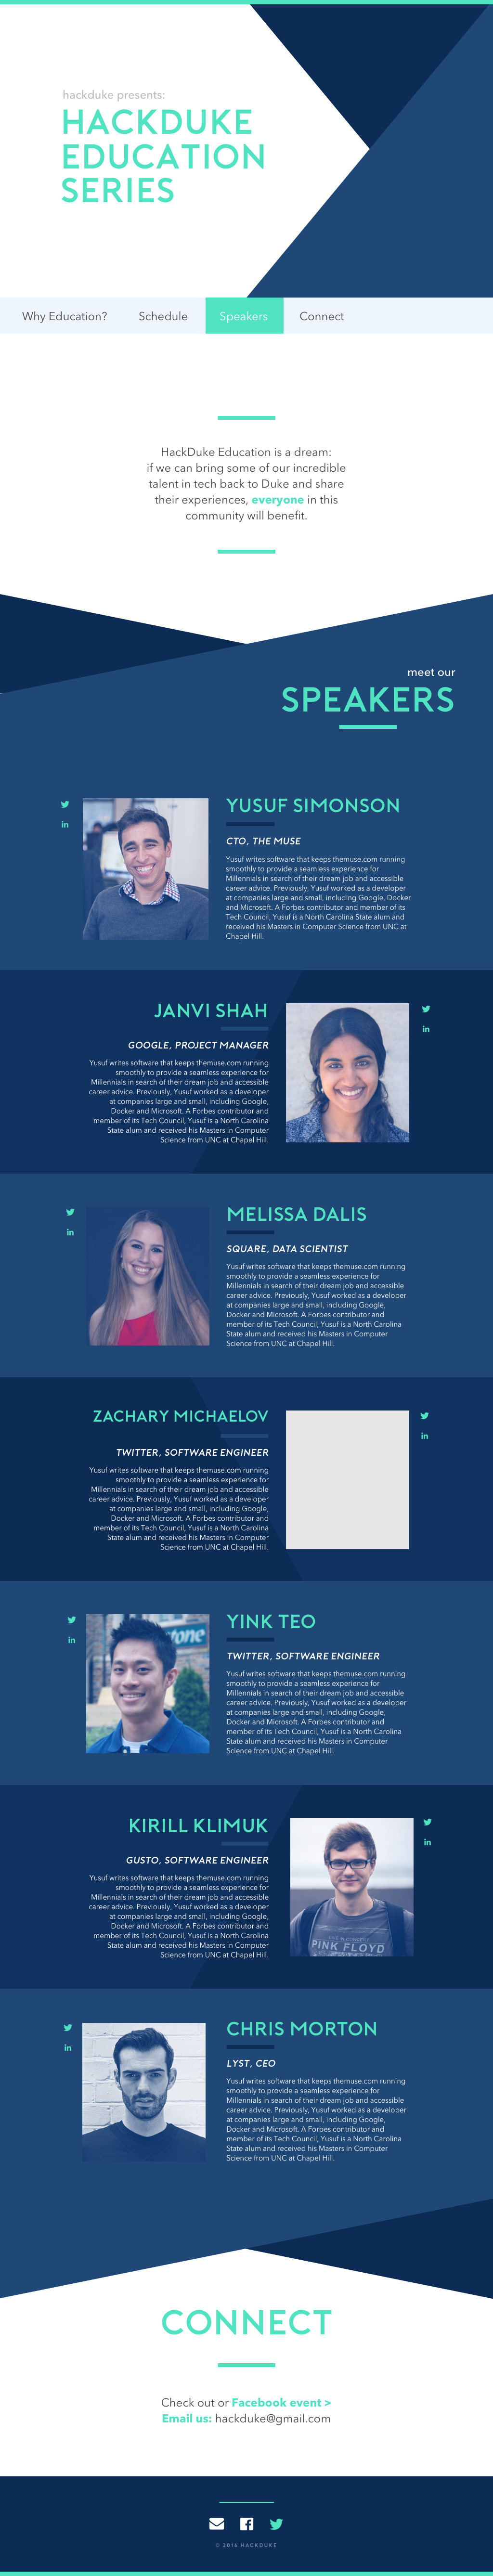 hackduke presents:
HACKDUKE
EDUCATION
SERIES
Why Education? Schedule Speakers Connect
HackDuke Education is a dream:
if we can bring some of our incredible
talent in tech back to Duke and share
their experiences, everyone in this
community will benefit.
meet our
SPEAKERS
YUSUF SIMONSON
CTO, THE MUSE
Yusuf writes software that keeps themuse.com running
smoothly to provide a seamless experience for
Millennials in search of their dream job and accessible
career advice. Previously, Yusuf worked as a developer
at companies large and small, including Google, Docker
and Microsoft. A Forbes contributor and member of its
Tech Council, Yusuf is a North Carolina State alum and
received his Masters in Computer Science from UNC at
Chapel Hill.
JANVI SHAH
GOOGLE, PROJECT MANAGER
Yusuf writes software that keeps themuse.com running
smoothly to provide a seamless experience for
Millennials in search of their dream job and accessible
career advice. Previously, Yusuf worked as a developer
at companies large and small, including Google,
Docker and Microsoft. A Forbes contributor and
member of its Tech Council, Yusuf is a North Carolina
State alum and received his Masters in Computer
Science from UNC at Chapel Hill.
MELISSA DALIS
SQUARE, DATA SCIENTIST
Yusuf writes software that keeps themuse.com running
smoothly to provide a seamless experience for
Millennials in search of their dream job and accessible
career advice. Previously, Yusuf worked as a developer
at companies large and small, including Google,
Docker and Microsoft. A Forbes contributor and
member of its Tech Council, Yusuf is a North Carolina
State alum and received his Masters in Computer
Science from UNC at Chapel Hill.
ZACHARY MICHAELOV
TWITTER, SOFTWARE ENGINEER
Yusuf writes software that keeps themuse.com running
smoothly to provide a seamless experience for
Millennials in search of their dream job and accessible
career advice. Previously, Yusuf worked as a developer
at companies large and small, including Google,
Docker and Microsoft. A Forbes contributor and
member of its Tech Council, Yusuf is a North Carolina
State alum and received his Masters in Computer
Science from UNC at Chapel Hill.
YINK TEO
TWITTER, SOFTWARE ENGINEER
Yusuf writes software that keeps themuse.com running
smoothly to provide a seamless experience for
Millennials in search of their dream job and accessible
career advice. Previously, Yusuf worked as a developer
at companies large and small, including Google,
Docker and Microsoft. A Forbes contributor and
member of its Tech Council, Yusuf is a North Carolina
State alum and received his Masters in Computer
Science from UNC at Chapel Hill.
KIRILL KLIMUK
GUSTO, SOFTWARE ENGINEER
Yusuf writes software that keeps themuse.com running
smoothly to provide a seamless experience for
Millennials in search of their dream job and accessible
career advice. Previously, Yusuf worked as a developer
at companies large and small, including Google,
Docker and Microsoft. A Forbes contributor and
member of its Tech Council, Yusuf is a North Carolina
State alum and received his Masters in Computer
Science from UNC at Chapel Hill.
PINK FLOYD
CHRIS MORTON
LYST, CEO
Yusuf writes software that keeps themuse.com running
smoothly to provide a seamless experience for
Millennials in search of their dream job and accessible
career advice. Previously, Yusuf worked as a developer
at companies large and small, including Google,
Docker and Microsoft. A Forbes contributor and
member of its Tech Council, Yusuf is a North Carolina
State alum and received his Masters in Computer
Science from UNC at Chapel Hill.
CONNECT
Check out or Facebook event >
Email us: hackduke@gmail.com
© 2016 HACKDUKE